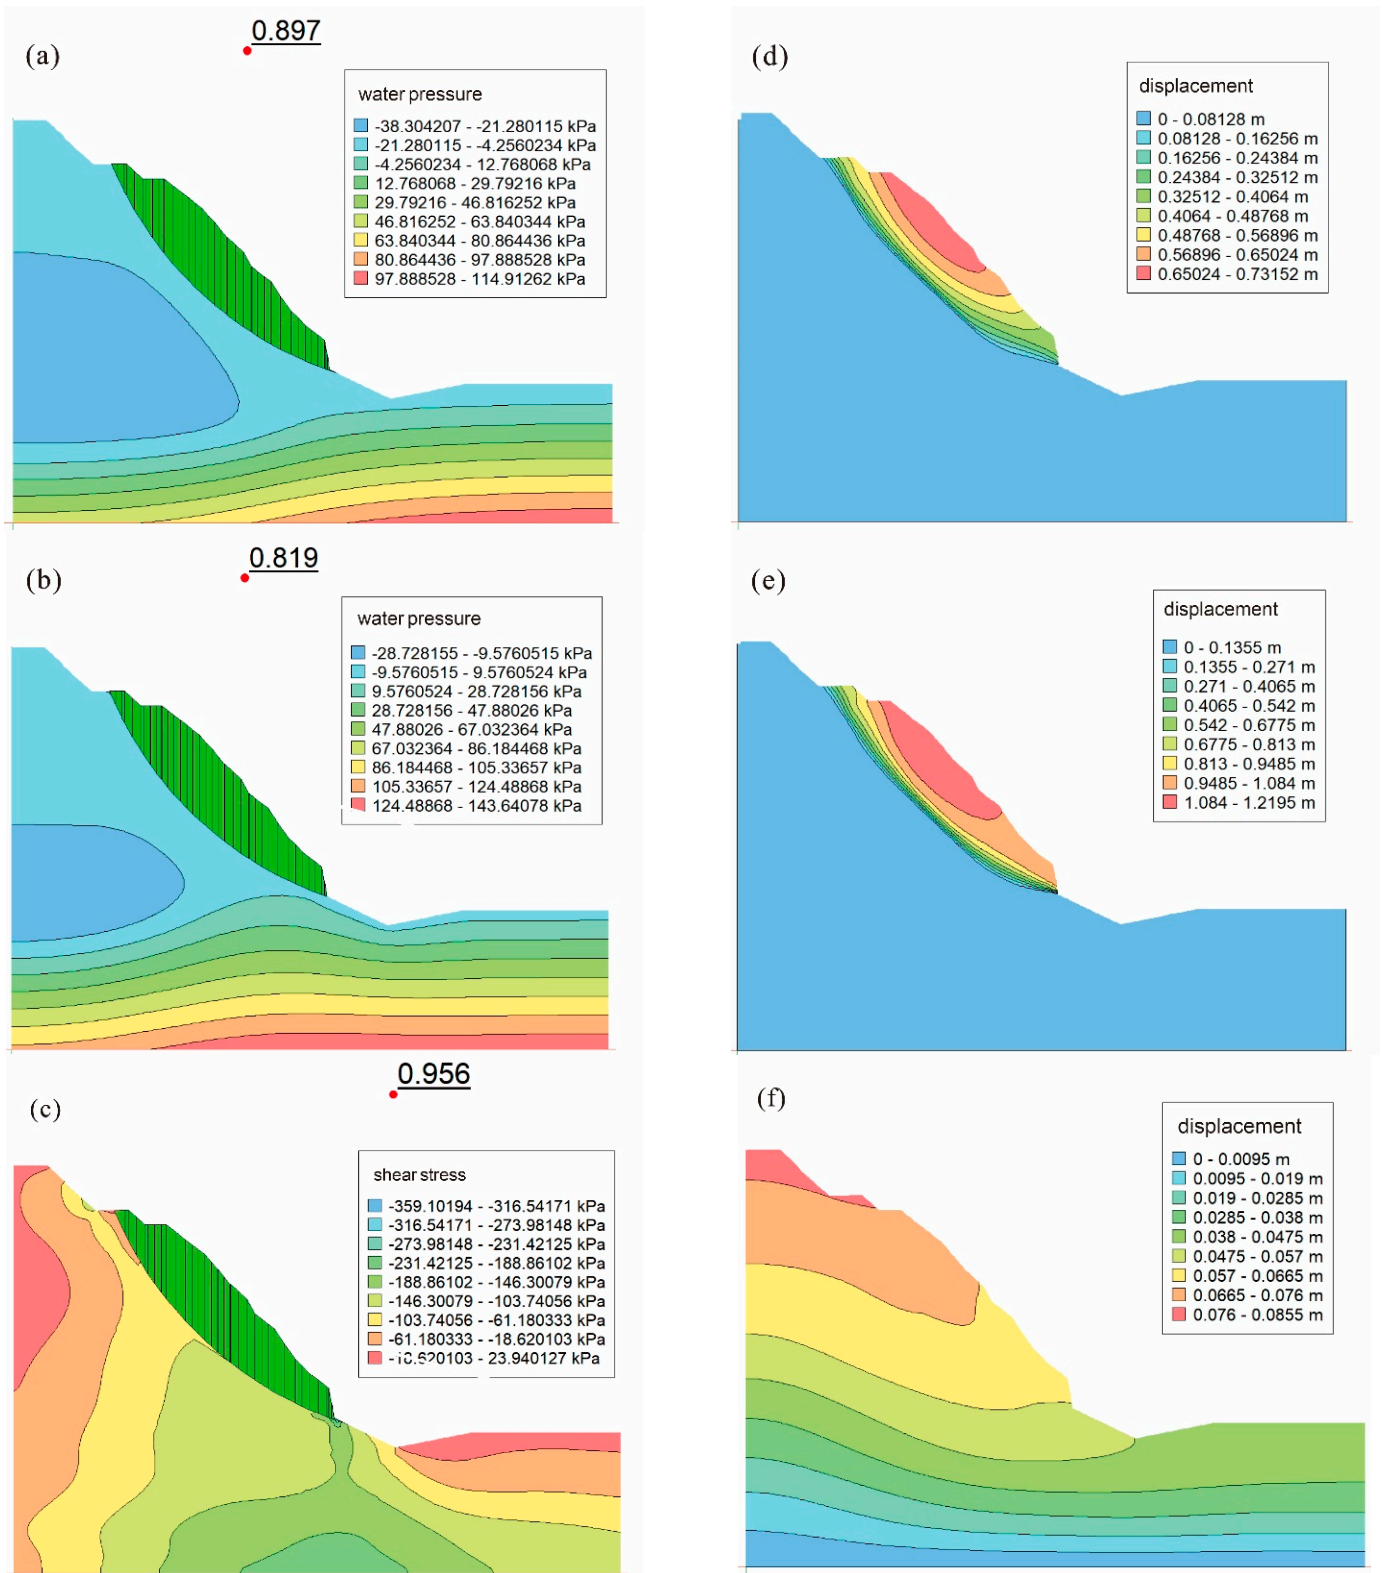 0.897
(a)
water pressure
-38.304207 - -21.280115 kPa
-21.280115 - -4.2560234 kPa
-4.2560234 - 12.768068 kPa
12.768068 - 29.79216 kPa
29.79216 - 46.816252 kPa
46.816252 - 63.840344 kPa
63.840344 - 80.864436 kPa
80.864436 - 97.888528 kPa
97.888528 - 114.91262 kPa
(d)
displacement
0 - 0.08128 m
0.08128 - 0.16256 m
0.16256 - 0.24384 m
0.24384 - 0.32512 m
0.32512 - 0.4064 m
0.4064 - 0.48768 m
0.48768 - 0.56896 m
0.56896 - 0.65024 m
0.65024 - 0.73152 m
0.819
(b)
water pressure
-28.728155 - -9.5760515 kPa
-9.5760515 - 9.5760524 kPa
9.5760524 - 28.728156 kPa
28.728156 - 47.88026 kPa
47.88026 - 67.032364 kPa
67.032364 - 86.184468 kPa
86.184468 - 105.33657 kPa
105.33657 - 124.48868 kPa
124.48868 - 143.64078 kPa
(e)
displacement
0 - 0.1355 m
0.1355 - 0.271 m
0.271 - 0.4065 m
0.4065 - 0.542 m
0.542 - 0.6775 m
0.6775 - 0.813 m
0.813 - 0.9485 m
0.9485 - 1.084 m
1.084 - 1.2195 m
0.956
(c)
shear stress
-359.10194 - -316.54171 kPa
-316.54171 - -273.98148 kPa
-273.98148 - -231.42125 kPa
-231.42125 - -188.86102 kPa
-188.86102 - -146.30079 kPa
-146.30079 - -103.74056 kPa
-103.74056 - -61.180333 kPa
-61.180333 - -18.620103 kPa
-18.620103 - 23.940127 kPa
(f)
displacement
0 - 0.0095 m
0.0095 - 0.019 m
0.019 - 0.0285 m
0.0285 - 0.038 m
0.038 - 0.0475 m
0.0475 - 0.057 m
0.057 - 0.0665 m
0.0665 - 0.076 m
0.076 - 0.0855 m